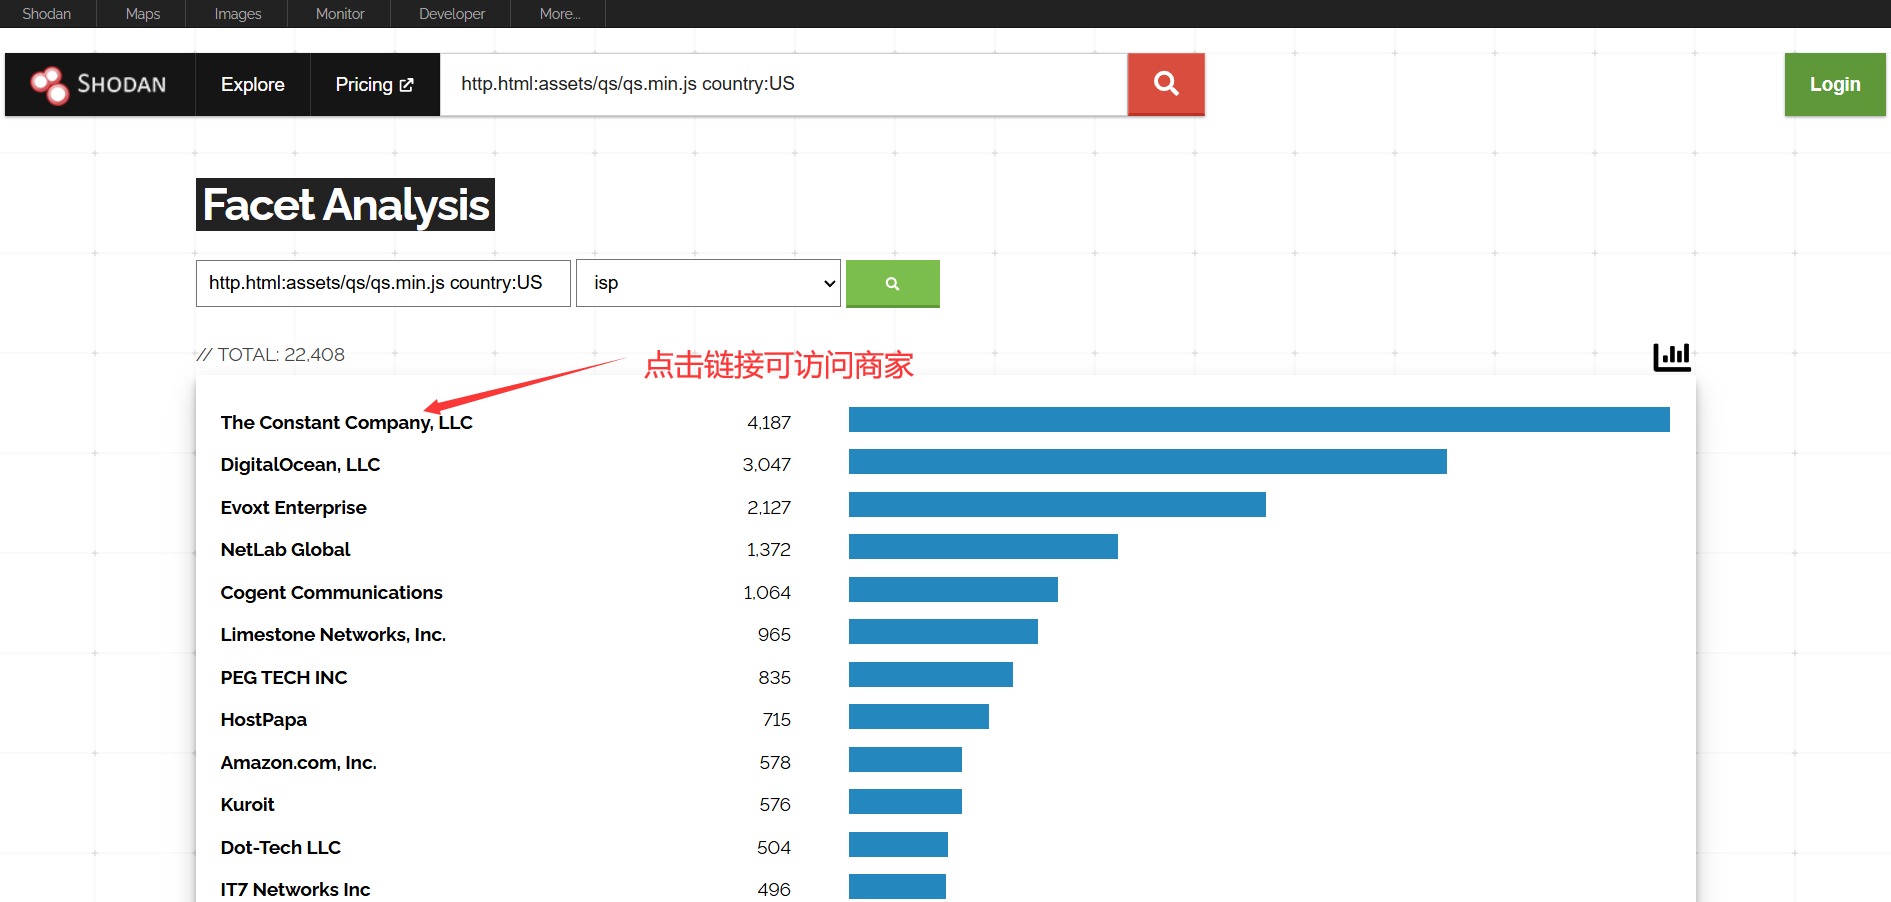 Shodan Maps Images Monitor Developer More...
SHODAN Explore Pricing http.html:assets/qs/qs.min.js country:US Login
Facet Analysis
http.html:assets/qs/qs.min.js country:US isp
// TOTAL: 22,408
点击链接可访问商家
The Constant Company, LLC 4,187
DigitalOcean, LLC 3,047
Evoxt Enterprise 2,127
NetLab Global 1,372
Cogent Communications 1,064
Limestone Networks, Inc. 965
PEG TECH INC 835
HostPapa 715
Amazon.com, Inc. 578
Kuroit 576
Dot-Tech LLC 504
IT7 Networks Inc 496